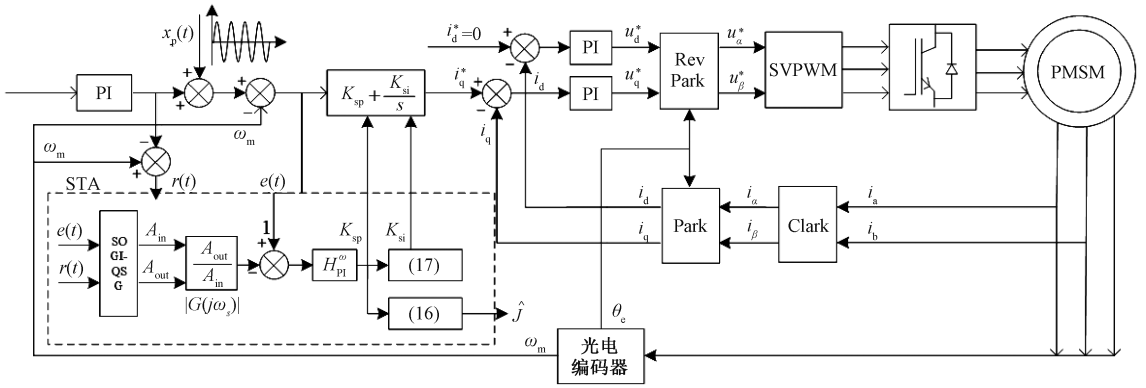 x_p(t)
i_d^*=0
PI
u_d^*
Rev
Park
u_α^*
SVPWM
PMSM
PI
K_sp + K_si/s
i_q^*
i_d
PI
u_q^*
u_β^*
ω_m
i_q
ω_m
r(t)
e(t)
STA
K_sp
K_si
i_d
i_q
Park
i_α
i_β
Clark
i_a
i_b
e(t)
r(t)
SO
GI-
QS
G
A_in
A_out
A_out/A_in
|G(jω_s)|
1
H_PI^ω
(17)
(16)
Ĵ
θ_e
ω_m
光电
编码器